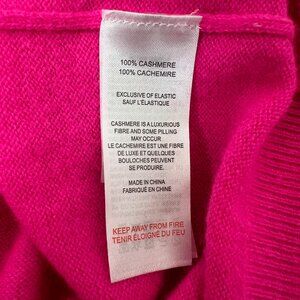 100% CASHMERE
100% CACHEMIRE
EXCLUSIVE OF ELASTIC
SAUF L'ÉLASTIQUE
CASHMERE IS A LUXURIOUS
FIBRE AND SOME PILLING
MAY OCCUR
LE CACHEMIRE EST UNE FIBRE
DE LUXE ET QUELQUES
BOULOCHES PEUVENT
SE PRODUIRE
MADE IN CHINA
FABRIQUÉ EN CHINE
KEEP AWAY FROM FIRE
TENIR ÉLOIGNÉ DU FEU